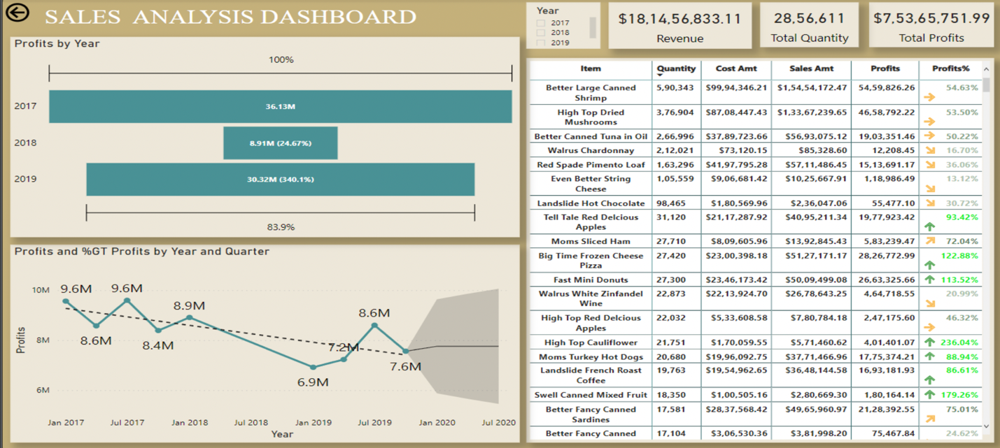 SALES ANALYSIS DASHBOARD
Year
2017
2018
2019
$18,14,56,833.11
Revenue
28,56,611
Total Quantity
$7,53,65,751.99
Total Profits
Profits by Year
100%
2017 36.13M
2018 8.91M (24.67%)
2019 30.32M (340.1%)
83.9%
Profits and %GT Profits by Year and Quarter
Profits
10M
8M
6M
9.6M
8.6M
9.6M
8.4M
8.9M
6.9M
7.2M
8.6M
7.6M
Jan 2017 Jul 2017 Jan 2018 Jul 2018 Jan 2019 Jul 2019 Jan 2020 Jul 2020
Year
Item Quantity Cost Amt Sales Amt Profits Profits%
Better Large Canned 5,90,343 $99,94,346.21 $1,54,54,172.47 54,59,826.26 54.63%
Shrimp
High Top Dried 3,76,904 $87,08,447.43 $1,33,67,239.65 46,58,792.22 53.50%
Mushrooms
Better Canned Tuna in Oil 2,66,996 $37,89,723.66 $56,93,075.12 19,03,351.46 50.22%
Walrus Chardonnay 2,12,021 $73,120.15 $85,328.60 12,208.45 16.70%
Red Spade Pimento Loaf 1,63,296 $41,97,795.28 $57,11,486.45 15,13,691.17 36.06%
Even Better String 1,05,559 $9,06,681.42 $10,25,667.91 1,18,986.49 13.12%
Cheese
Landslide Hot Chocolate 98,465 $1,80,569.96 $2,36,047.06 55,477.10 30.72%
Tell Tale Red Delcious 31,120 $21,17,287.92 $40,95,211.34 19,77,923.42 93.42%
Apples
Moms Sliced Ham 27,710 $8,09,605.96 $13,92,845.43 5,83,239.47 72.04%
Big Time Frozen Cheese 27,420 $23,00,398.18 $51,27,171.17 28,26,772.99 122.88%
Pizza
Fast Mini Donuts 27,300 $23,46,173.42 $50,09,499.08 26,63,325.66 113.52%
Walrus White Zinfandel 22,873 $22,13,924.70 $26,78,643.25 4,64,718.55 20.99%
Wine
High Top Red Delcious 22,032 $5,33,608.58 $7,80,784.18 2,47,175.60 46.32%
Apples
High Top Cauliflower 21,751 $1,70,059.55 $5,71,460.62 4,01,401.07 236.04%
Moms Turkey Hot Dogs 20,680 $19,96,092.75 $37,71,466.96 17,75,374.21 88.94%
Landslide French Roast 19,763 $19,54,962.65 $36,48,144.58 16,93,181.93 86.61%
Coffee
Swell Canned Mixed Fruit 18,350 $1,00,505.16 $2,80,669.30 1,80,164.14 179.26%
Better Fancy Canned 17,581 $28,37,568.42 $49,65,960.97 21,28,392.55 75.01%
Sardines
Better Fancy Canned 17,104 $3,06,530.36 $3,81,998.20 75,467.84 24.62%